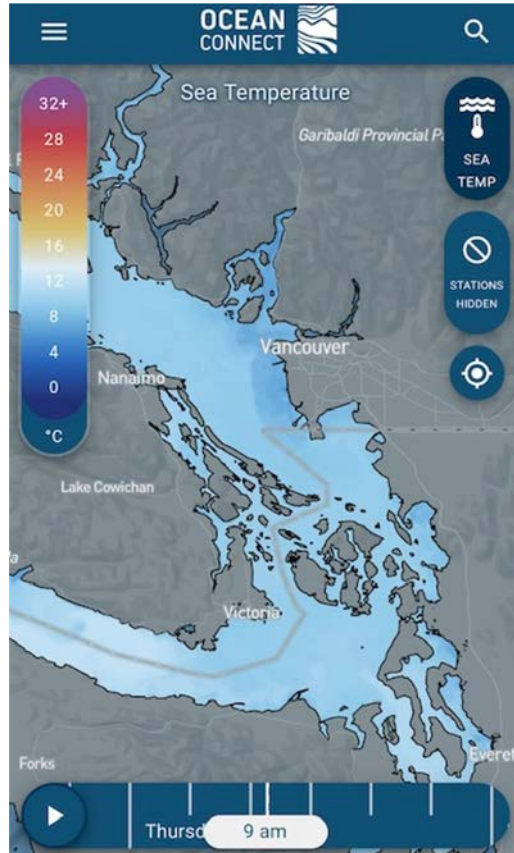 OCEAN
CONNECT
Sea Temperature
32+
28
24
20
16
12
8
4
0
°C
Garibaldi Provincial
SEA
TEMP
STATIONS
HIDDEN
Vancouver
Nanaimo
Lake Cowichan
Victoria
Forks
Everet
Thursd
9 am